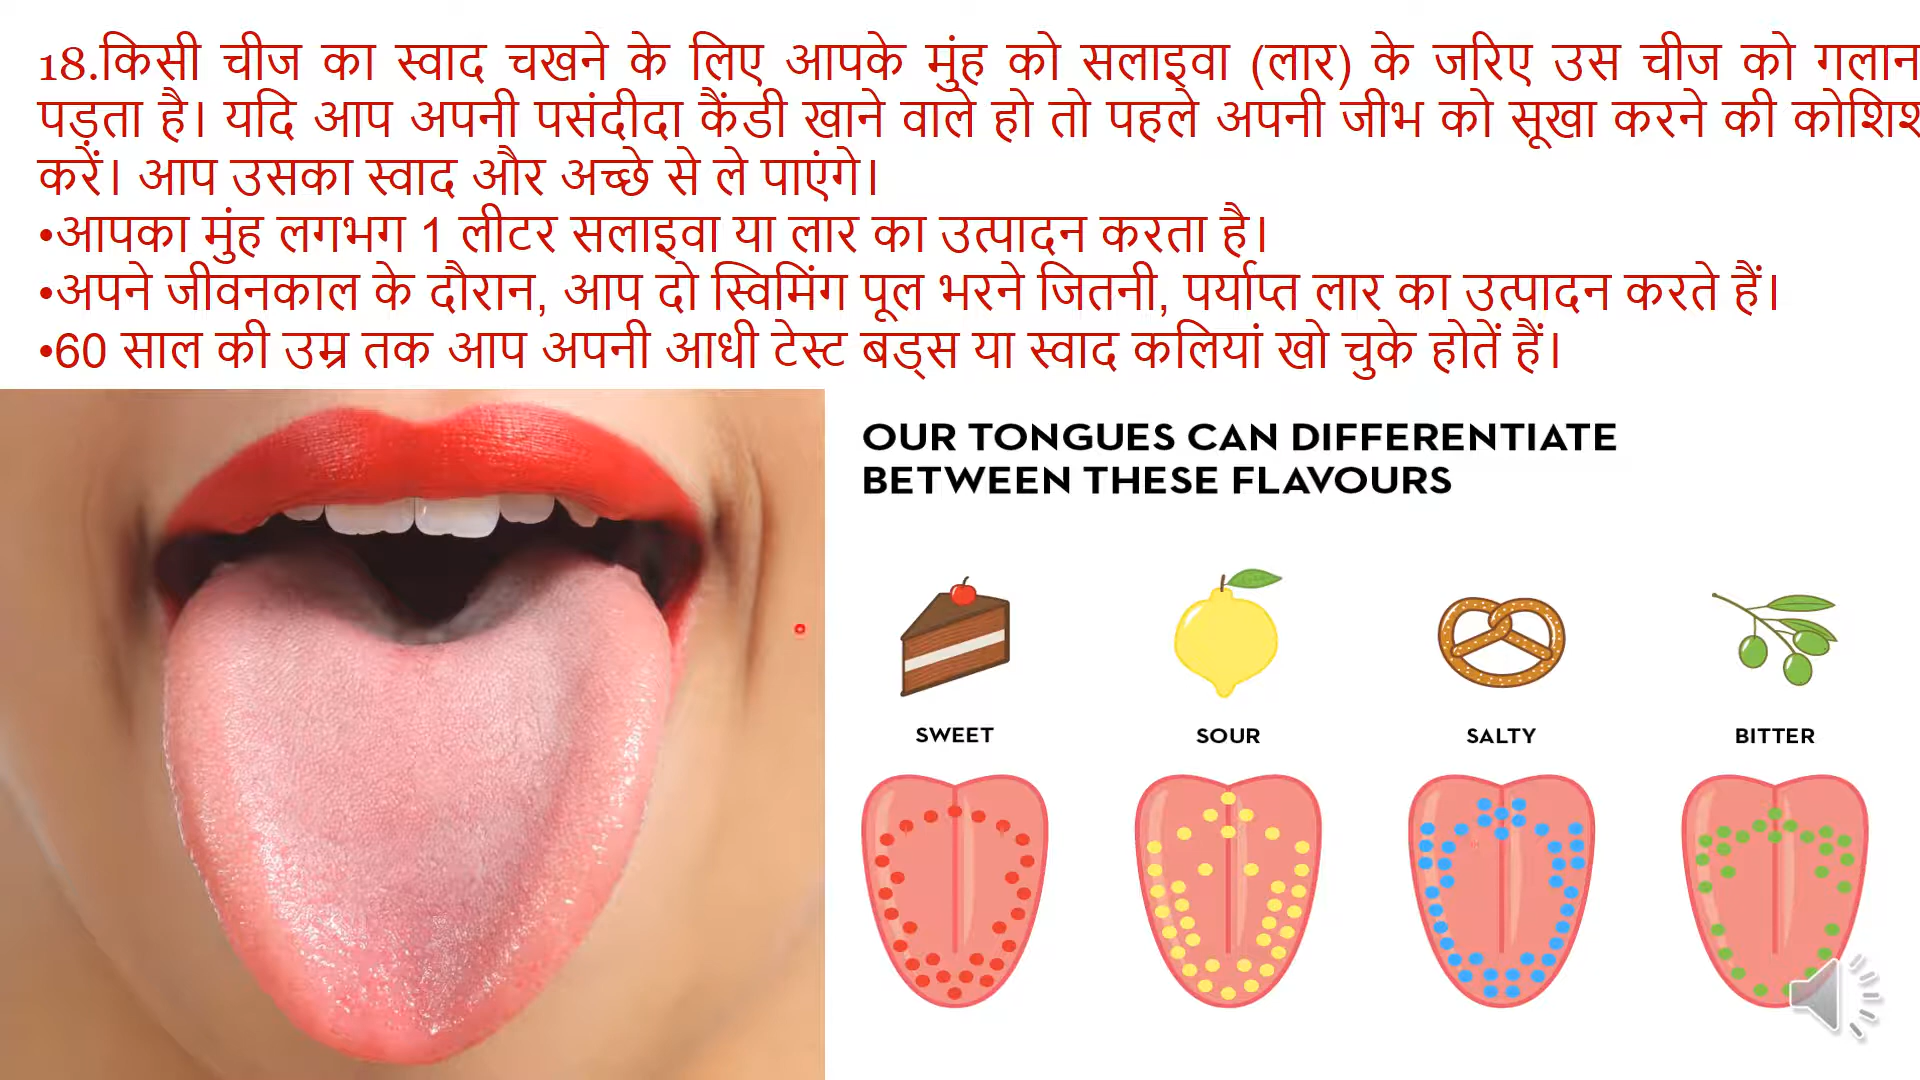 18.किसी चीज का स्वाद चखने के लिए आपके मुंह को सलाइवा (लार) के जरिए उस चीज को गलान
पड़ता है। यदि आप अपनी पसंदीदा कैंडी खाने वाले हो तो पहले अपनी जीभ को सूखा करने की कोशिश
करें। आप उसका स्वाद और अच्छे से ले पाएंगे।
•आपका मुंह लगभग 1 लीटर सलाइवा या लार का उत्पादन करता है।
•अपने जीवनकाल के दौरान, आप दो स्विमिंग पूल भरने जितनी, पर्याप्त लार का उत्पादन करते हैं।
•60 साल की उम्र तक आप अपनी आधी टेस्ट बड्स या स्वाद कलियां खो चुके होतें हैं।
OUR TONGUES CAN DIFFERENTIATE
BETWEEN THESE FLAVOURS
SWEET SOUR SALTY BITTER